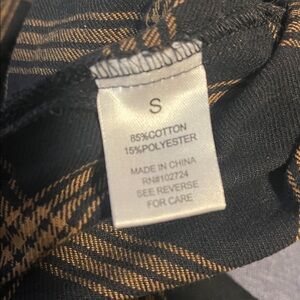 S
85%COTTON
15%POLYESTER
MADE IN CHINA
RN#102724
SEE REVERSE
FOR CARE